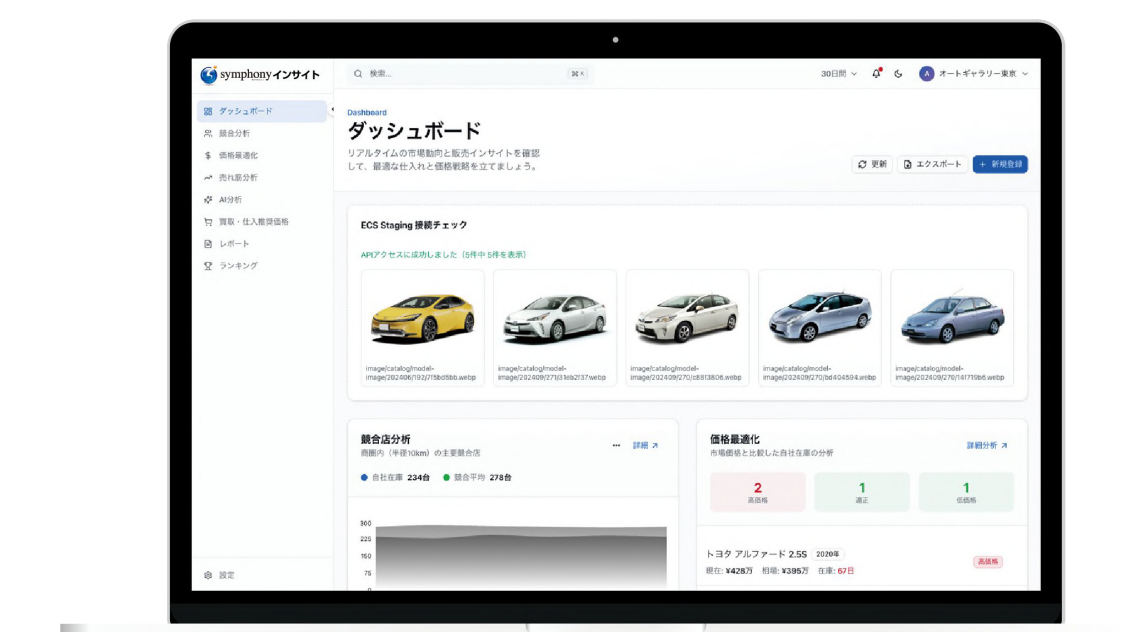 symphonyインサイト
検索...
⌘ K
30日間
A オートギャラリー東京
ダッシュボード
競合分析
価格最適化
売れ筋分析
AI分析
買取・仕入推奨価格
レポート
ランキング
設定
Dashboard
ダッシュボード
リアルタイムの市場動向と販売インサイトを確認
して、最適な仕入れと価格戦略を立てましょう。
更新
エクスポート
+ 新規登録
ECS Staging 接続チェック
APIアクセスに成功しました（5件中 5件を表示）
image/catalog/model-
image/catalog/model-
image/catalog/model-
image/catalog/model-
image/202409/270/bd404594.webp
image/catalog/model-
image/202409/270/141719b6.webp
競合店分析
商圏内（半径10km）の主要競合店
... 詳細
自社在庫 234台 競合平均 278台
300
225
150
75
0
価格最適化
市場価格と比較した自社在庫の分析
詳細分析
2
高価格
1
適正
1
低価格
トヨタ アルファード 2.5S 2020年
現在: ¥428万 相場: ¥395万 在庫: 67日
高価格